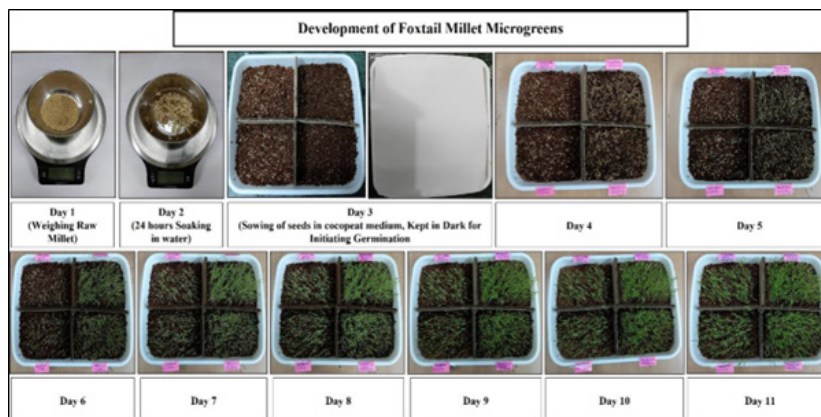 Development of Foxtail Millet Microgreens
Day 1
(Weighing Raw
Millet)
Day 2
(24 hours Soaking
in water)
Day 3
(Sowing of seeds in cocopeat medium, Kept in Dark for
Initiating Germination
Day 4
Day 5
Day 6
Day 7
Day 8
Day 9
Day 10
Day 11